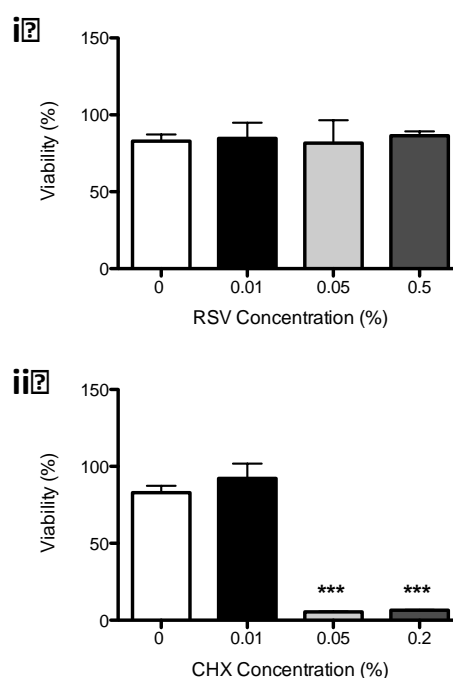 i⍰
150
100
50
0
Viability (%)
0 0.01 0.05 0.5
RSV Concentration (%)
ii⍰
150
100
50
0
Viability (%)
*** ***
0 0.01 0.05 0.2
CHX Concentration (%)